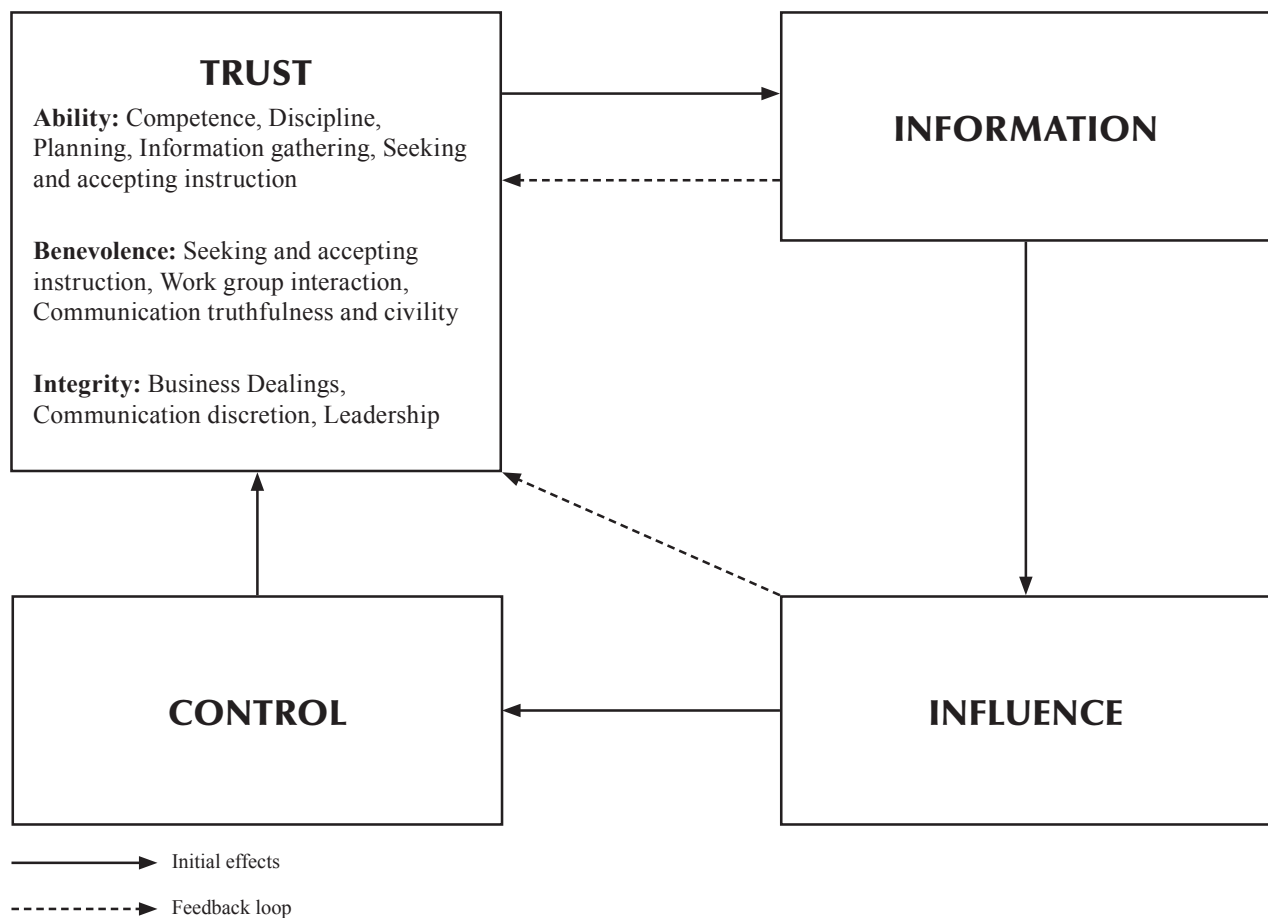 TRUST
Ability: Competence, Discipline,
Planning, Information gathering, Seeking
and accepting instruction
Benevolence: Seeking and accepting
instruction, Work group interaction,
Communication truthfulness and civility
Integrity: Business Dealings,
Communication discretion, Leadership
INFORMATION
CONTROL
INFLUENCE
Initial effects
Feedback loop